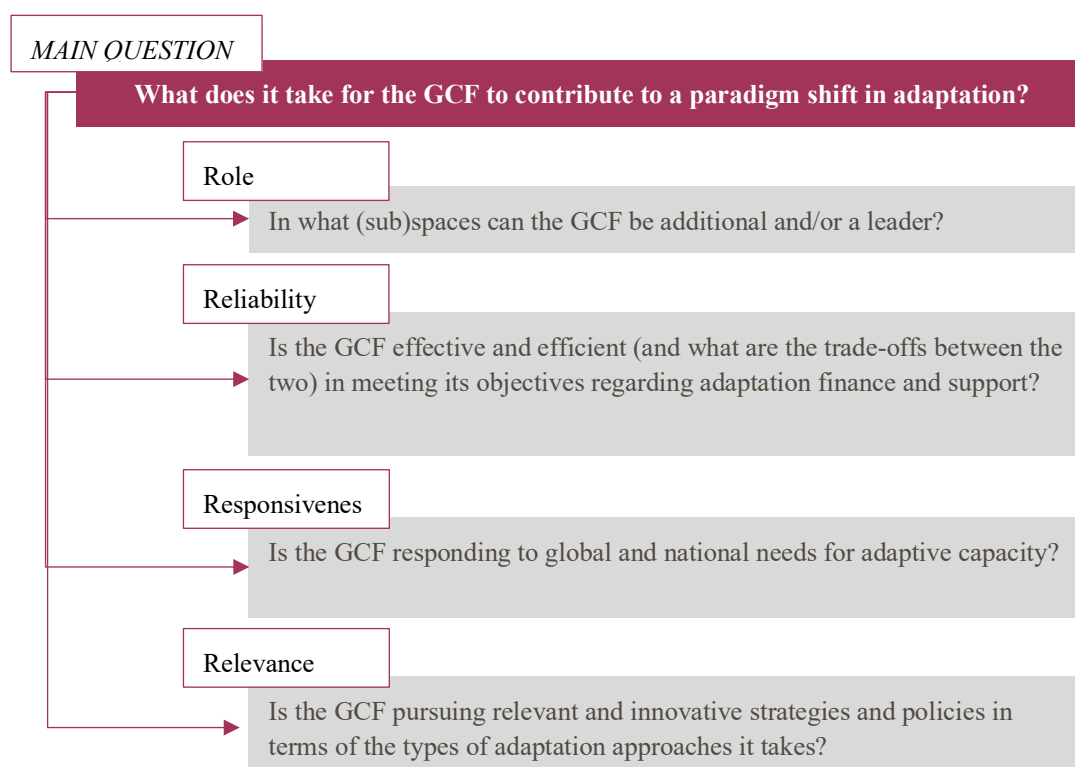 MAIN QUESTION
What does it take for the GCF to contribute to a paradigm shift in adaptation?
Role
In what (sub)spaces can the GCF be additional and/or a leader?
Reliability
Is the GCF effective and efficient (and what are the trade-offs between the
two) in meeting its objectives regarding adaptation finance and support?
Responsivenes
Is the GCF responding to global and national needs for adaptive capacity?
Relevance
Is the GCF pursuing relevant and innovative strategies and policies in
terms of the types of adaptation approaches it takes?